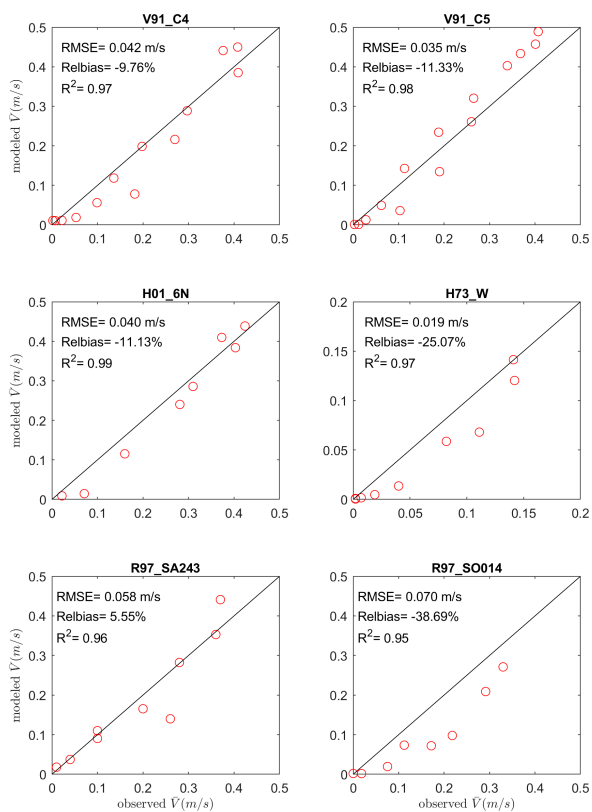 V91_C4
RMSE= 0.042 m/s
Relbias= -9.76%
R²= 0.97
modeled V̄(m/s)
0.5
0.4
0.3
0.2
0.1
0
0 0.1 0.2 0.3 0.4 0.5
V91_C5
RMSE= 0.035 m/s
Relbias= -11.33%
R²= 0.98
0.5
0.4
0.3
0.2
0.1
0
0 0.1 0.2 0.3 0.4 0.5
H01_6N
RMSE= 0.040 m/s
Relbias= -11.13%
R²= 0.99
modeled V̄(m/s)
0.5
0.4
0.3
0.2
0.1
0
0 0.1 0.2 0.3 0.4 0.5
H73_W
RMSE= 0.019 m/s
Relbias= -25.07%
R²= 0.97
0.2
0.15
0.1
0.05
0
0 0.05 0.1 0.15 0.2
R97_SA243
RMSE= 0.058 m/s
Relbias= 5.55%
R²= 0.96
modeled V̄(m/s)
0.5
0.4
0.3
0.2
0.1
0
0 0.1 0.2 0.3 0.4 0.5
observed V̄(m/s)
R97_SO014
RMSE= 0.070 m/s
Relbias= -38.69%
R²= 0.95
0.5
0.4
0.3
0.2
0.1
0
0 0.1 0.2 0.3 0.4 0.5
observed V̄(m/s)